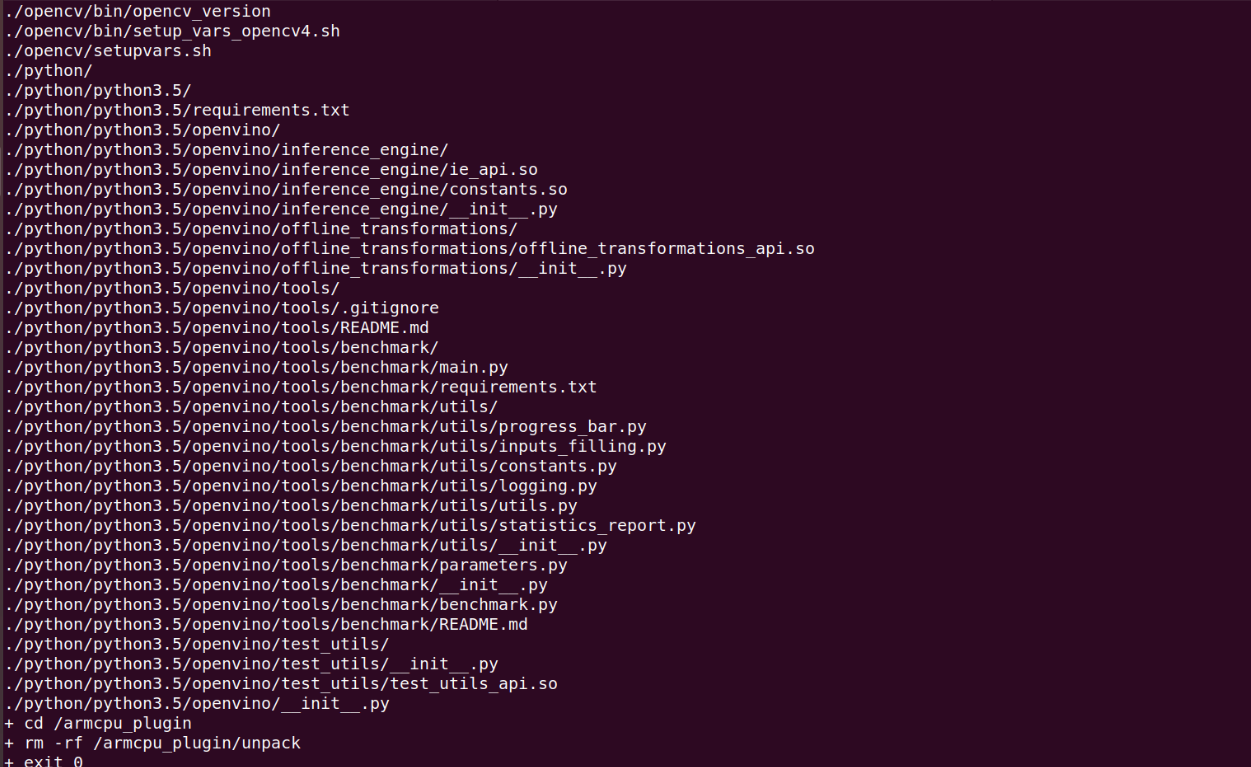 ./opencv/bin/opencv_version
./opencv/bin/setup_vars_opencv4.sh
./opencv/setupvars.sh
./python/
./python/python3.5/
./python/python3.5/requirements.txt
./python/python3.5/openvino/
./python/python3.5/openvino/inference_engine/
./python/python3.5/openvino/inference_engine/ie_api.so
./python/python3.5/openvino/inference_engine/constants.so
./python/python3.5/openvino/inference_engine/__init__.py
./python/python3.5/openvino/offline_transformations/
./python/python3.5/openvino/offline_transformations/offline_transformations_api.so
./python/python3.5/openvino/offline_transformations/__init__.py
./python/python3.5/openvino/tools/
./python/python3.5/openvino/tools/.gitignore
./python/python3.5/openvino/tools/README.md
./python/python3.5/openvino/tools/benchmark/
./python/python3.5/openvino/tools/benchmark/main.py
./python/python3.5/openvino/tools/benchmark/requirements.txt
./python/python3.5/openvino/tools/benchmark/utils/
./python/python3.5/openvino/tools/benchmark/utils/progress_bar.py
./python/python3.5/openvino/tools/benchmark/utils/inputs_filling.py
./python/python3.5/openvino/tools/benchmark/utils/constants.py
./python/python3.5/openvino/tools/benchmark/utils/logging.py
./python/python3.5/openvino/tools/benchmark/utils/utils.py
./python/python3.5/openvino/tools/benchmark/utils/statistics_report.py
./python/python3.5/openvino/tools/benchmark/utils/__init__.py
./python/python3.5/openvino/tools/benchmark/parameters.py
./python/python3.5/openvino/tools/benchmark/__init__.py
./python/python3.5/openvino/tools/benchmark/benchmark.py
./python/python3.5/openvino/tools/benchmark/README.md
./python/python3.5/openvino/test_utils/
./python/python3.5/openvino/test_utils/__init__.py
./python/python3.5/openvino/test_utils/test_utils_api.so
./python/python3.5/openvino/__init__.py
+ cd /armcpu_plugin
+ rm -rf /armcpu_plugin/unpack
+ exit 0